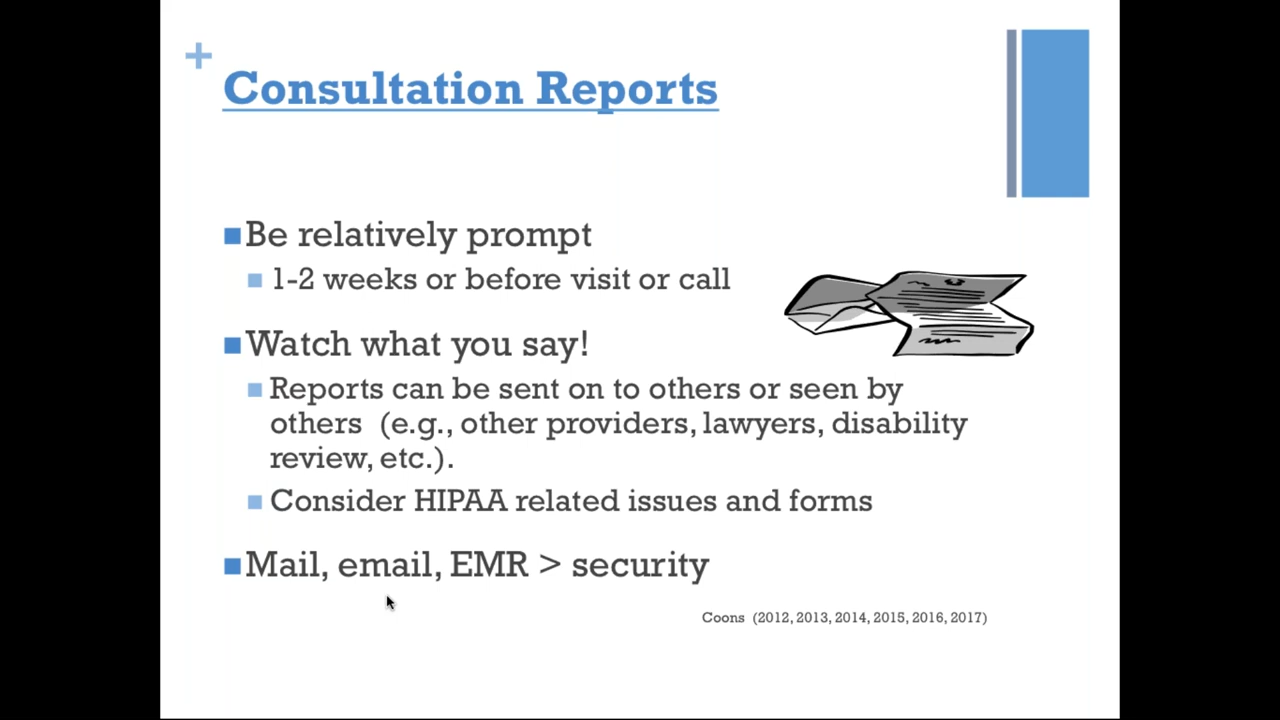 +
Consultation Reports
Be relatively prompt
1-2 weeks or before visit or call
Watch what you say!
Reports can be sent on to others or seen by
others (e.g., other providers, lawyers, disability
review, etc.).
Consider HIPAA related issues and forms
Mail, email, EMR > security
Coons (2012, 2013, 2014, 2015, 2016, 2017)